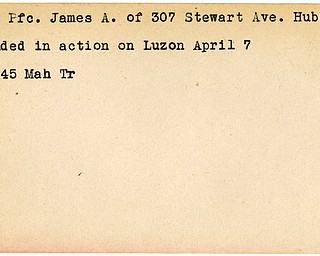 Pfc. James A. of 307 Stewart Ave. Hub
ded in action on Luzon April 7
45 Mah Tr